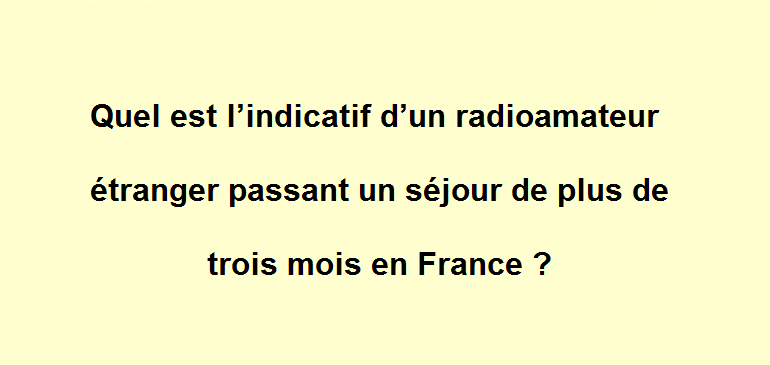 Quel est l’indicatif d’un radioamateur
étranger passant un séjour de plus de
trois mois en France ?